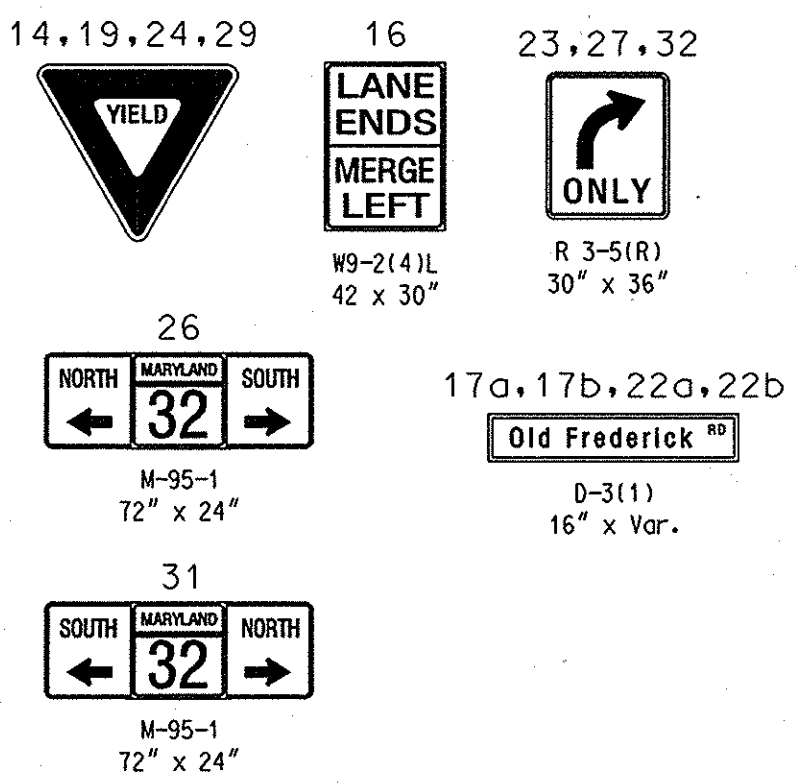 14,19,24,29
YIELD
16
LANE
ENDS
MERGE
LEFT
W9-2(4)L
42 x 30"
23,27,32
ONLY
R 3-5(R)
30" x 36"
26
NORTH
MARYLAND
32
SOUTH
M-95-1
72" x 24"
17a,17b,22a,22b
Old Frederick RD
D-3(1)
16" x Var.
31
SOUTH
MARYLAND
32
NORTH
M-95-1
72" x 24"